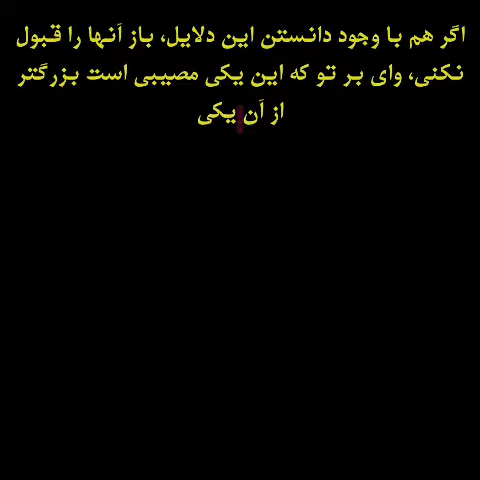 اگر هم با وجود دانستن این دلایل، باز آنها را قبول
نکنی، وای بر تو که این یکی مصیبی است بزرگتر
از آن یکی